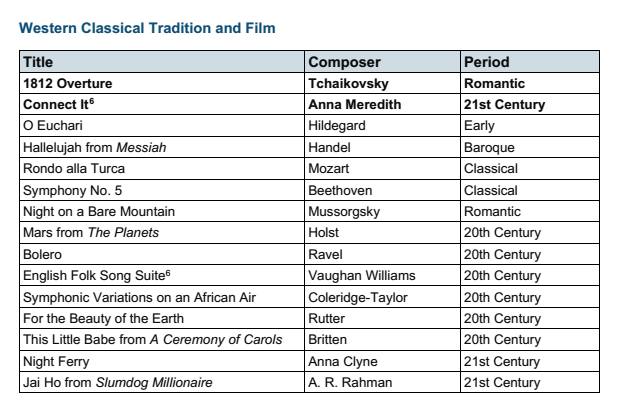 Western Classical Tradition and Film
Title Composer Period
1812 Overture Tchaikovsky Romantic
Connect It⁶ Anna Meredith 21st Century
O Euchari Hildegard Early
Hallelujah from Messiah Handel Baroque
Rondo alla Turca Mozart Classical
Symphony No. 5 Beethoven Classical
Night on a Bare Mountain Mussorgsky Romantic
Mars from The Planets Holst 20th Century
Bolero Ravel 20th Century
English Folk Song Suite⁶ Vaughan Williams 20th Century
Symphonic Variations on an African Air Coleridge-Taylor 20th Century
For the Beauty of the Earth Rutter 20th Century
This Little Babe from A Ceremony of Carols Britten 20th Century
Night Ferry Anna Clyne 21st Century
Jai Ho from Slumdog Millionaire A. R. Rahman 21st Century